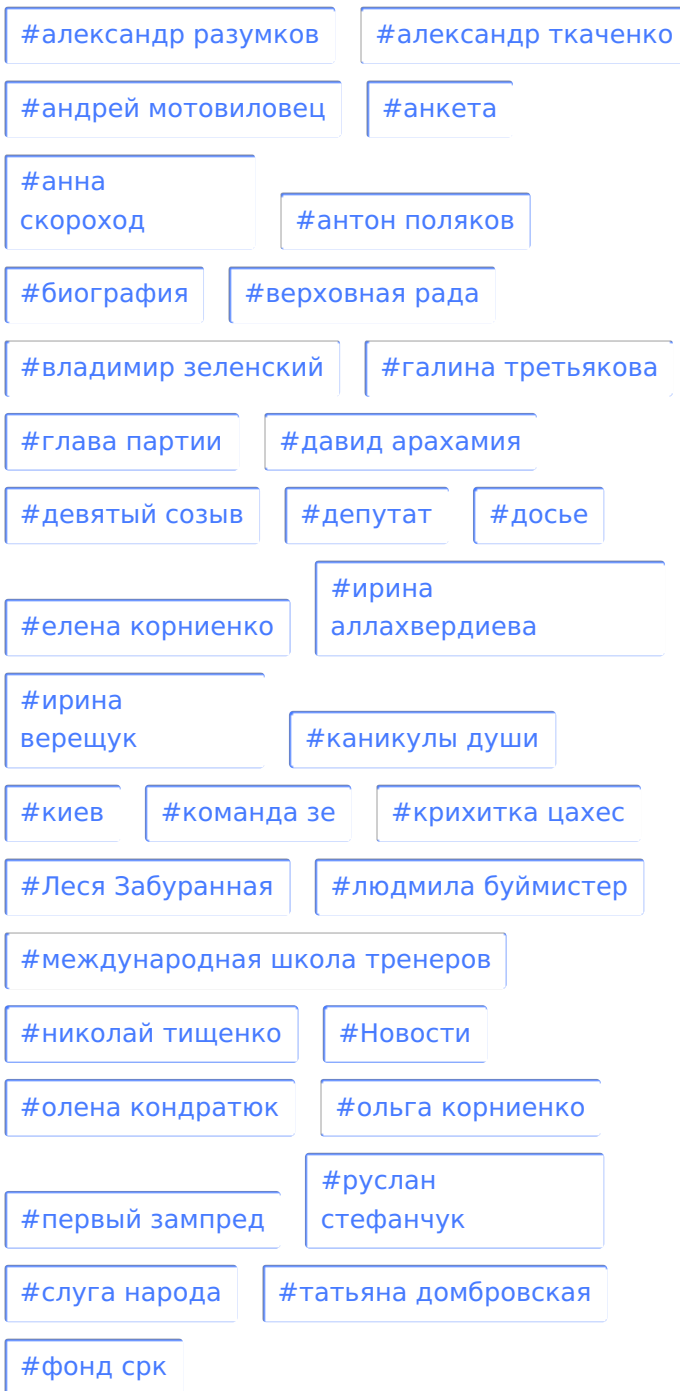 #александр разумков #александр ткаченко
#андрей мотовиловец #анкета
#анна
скороход #антон поляков
#биография #верховная рада
#владимир зеленский #галина третьякова
#глава партии #давид арахамия
#девятый созыв #депутат #досье
#елена корниенко #ирина
аллахвердиева
#ирина
верещук #каникулы души
#киев #команда зе #крихитка цахес
#Леся Забуранная #людмила буймистер
#международная школа тренеров
#николай тищенко #Новости
#олена кондратюк #ольга корниенко
#первый зампред #руслан
стефанчук
#слуга народа #татьяна домбровская
#фонд срк